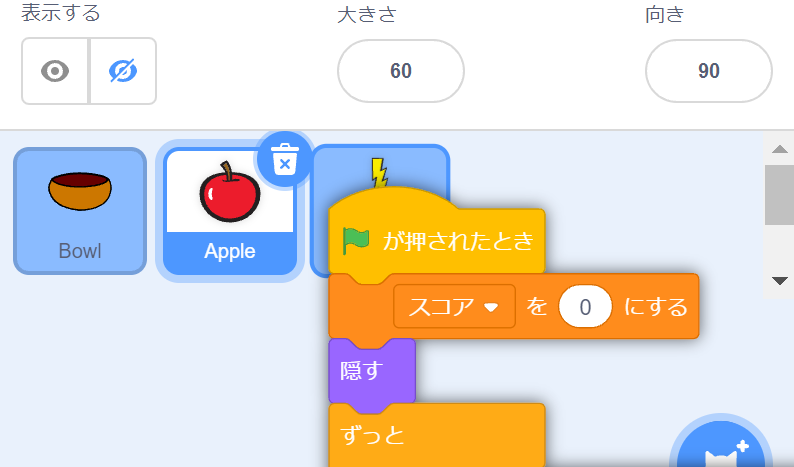 表示する
大きさ
向き
60
90
Bowl
Apple
が押されたとき
スコア を 0 にする
隠す
ずっと